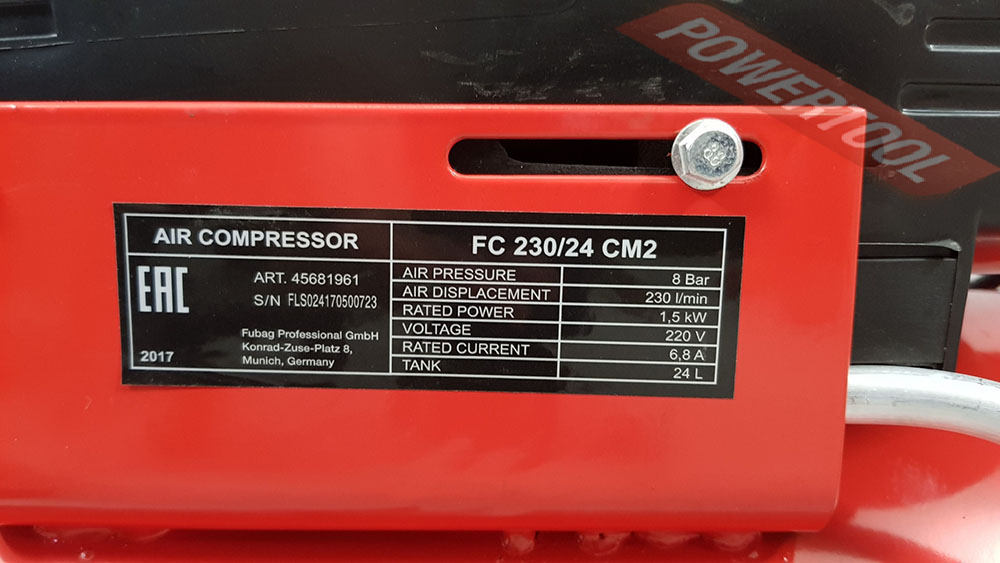 POWERTOOL
88
AIR COMPRESSOR
EAC
ART. 45681961
S/N FLS024170500723
Fubag Professional GmbH
Konrad-Zuse-Platz 8,
Munich, Germany
2017
FC 230/24 CM2
AIR PRESSURE 8 Bar
AIR DISPLACEMENT 230 l/min
RATED POWER 1,5 kW
VOLTAGE 220 V
RATED CURRENT 6,8 A
TANK 24 L